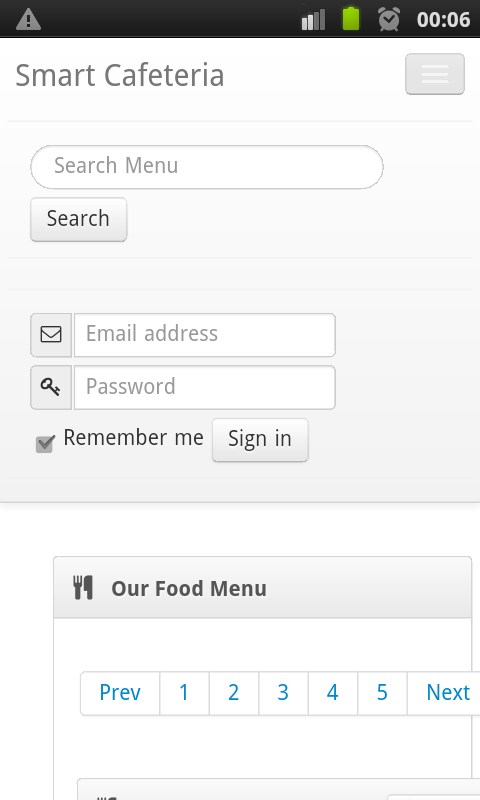 00:06
Smart Cafeteria
Search Menu
Search
Email address
Password
Remember me Sign in
Our Food Menu
Prev 1 2 3 4 5 Next